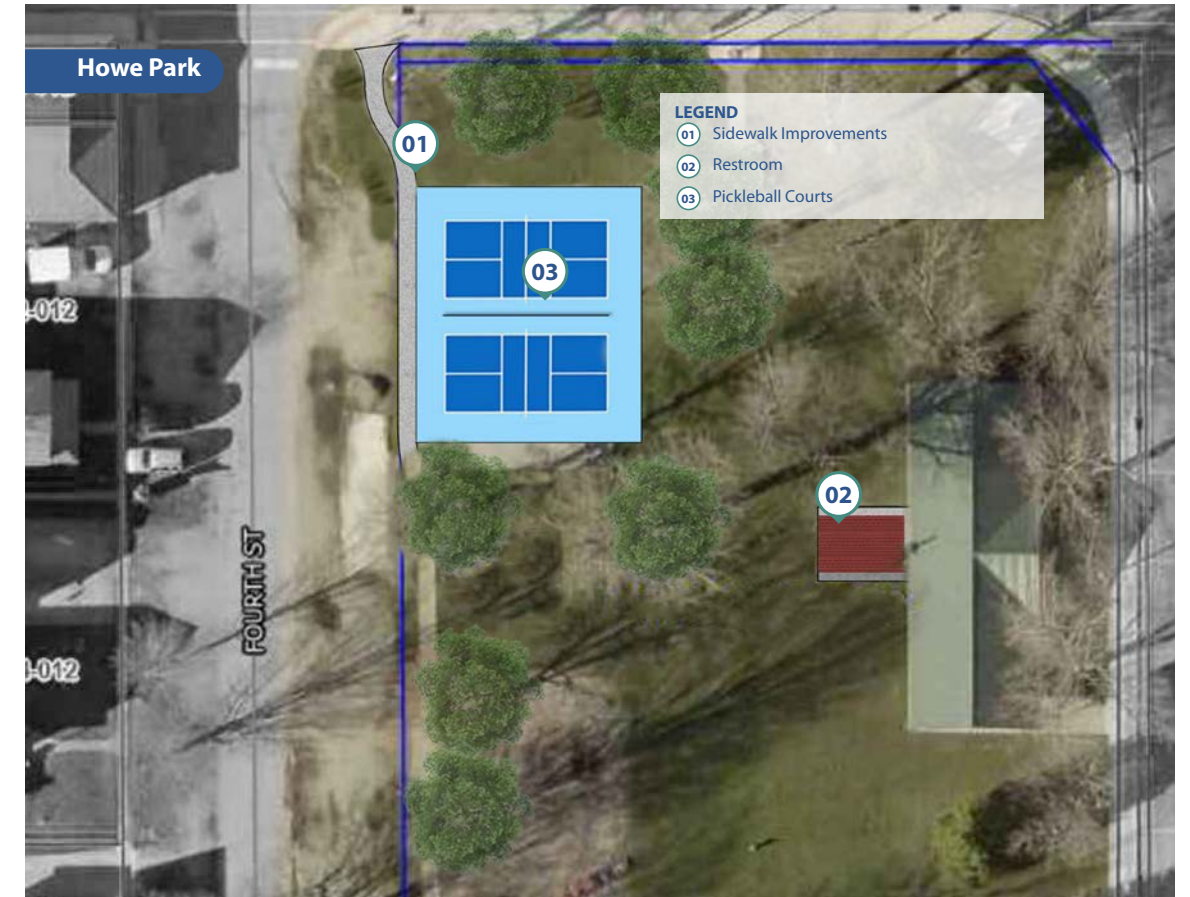 Howe Park
LEGEND
01 Sidewalk Improvements
02 Restroom
03 Pickleball Courts
01
03
02
-012
FOURTH ST
-012